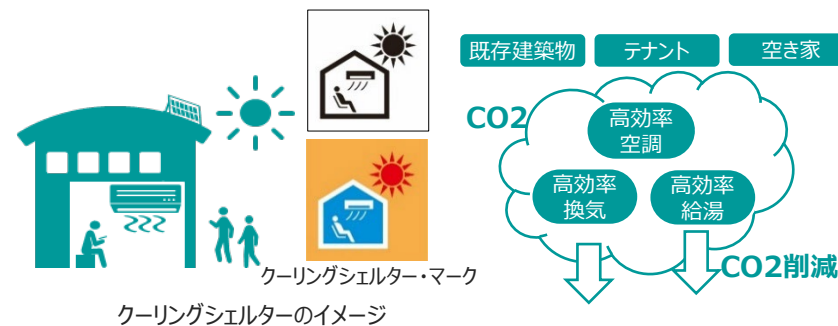 クーリングシェルター・マーク
クーリングシェルターのイメージ
既存建築物
テナント
空き家
CO2
高効率
空調
高効率
換気
高効率
給湯
CO2削減